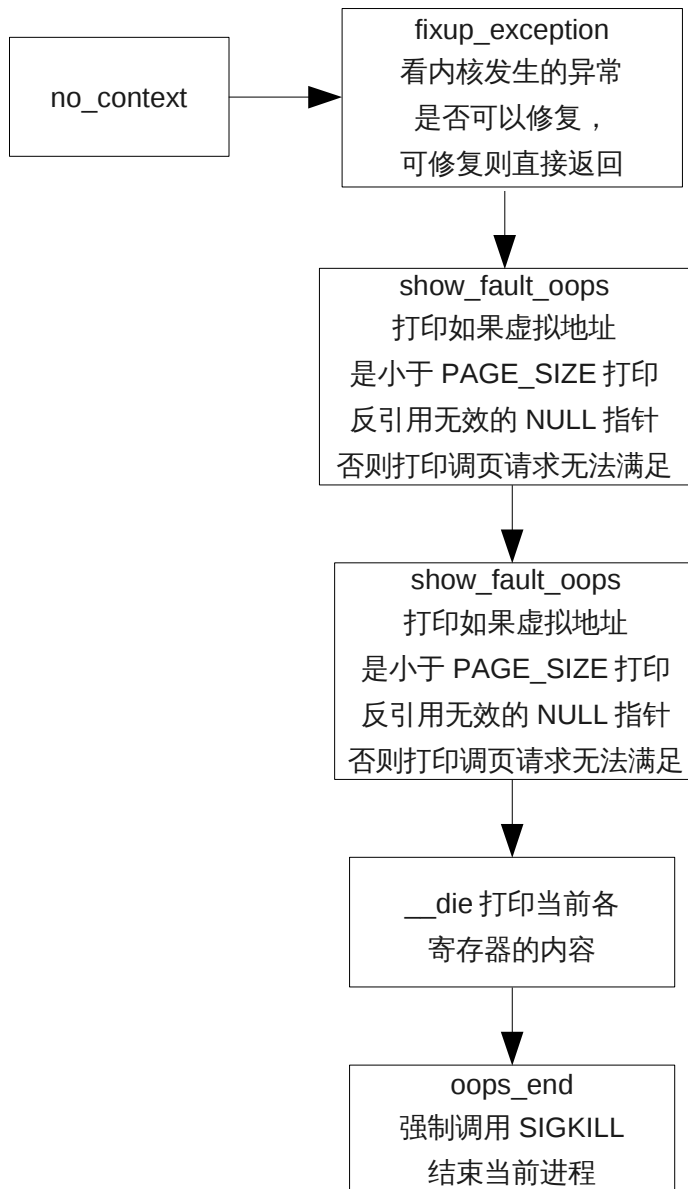 no_context
fixup_exception
看内核发生的异常
是否可以修复，
可修复则直接返回
show_fault_oops
打印如果虚拟地址
是小于 PAGE_SIZE 打印
反引用无效的 NULL 指针
否则打印调页请求无法满足
show_fault_oops
打印如果虚拟地址
是小于 PAGE_SIZE 打印
反引用无效的 NULL 指针
否则打印调页请求无法满足
__die 打印当前各
寄存器的内容
oops_end
强制调用 SIGKILL
结束当前进程